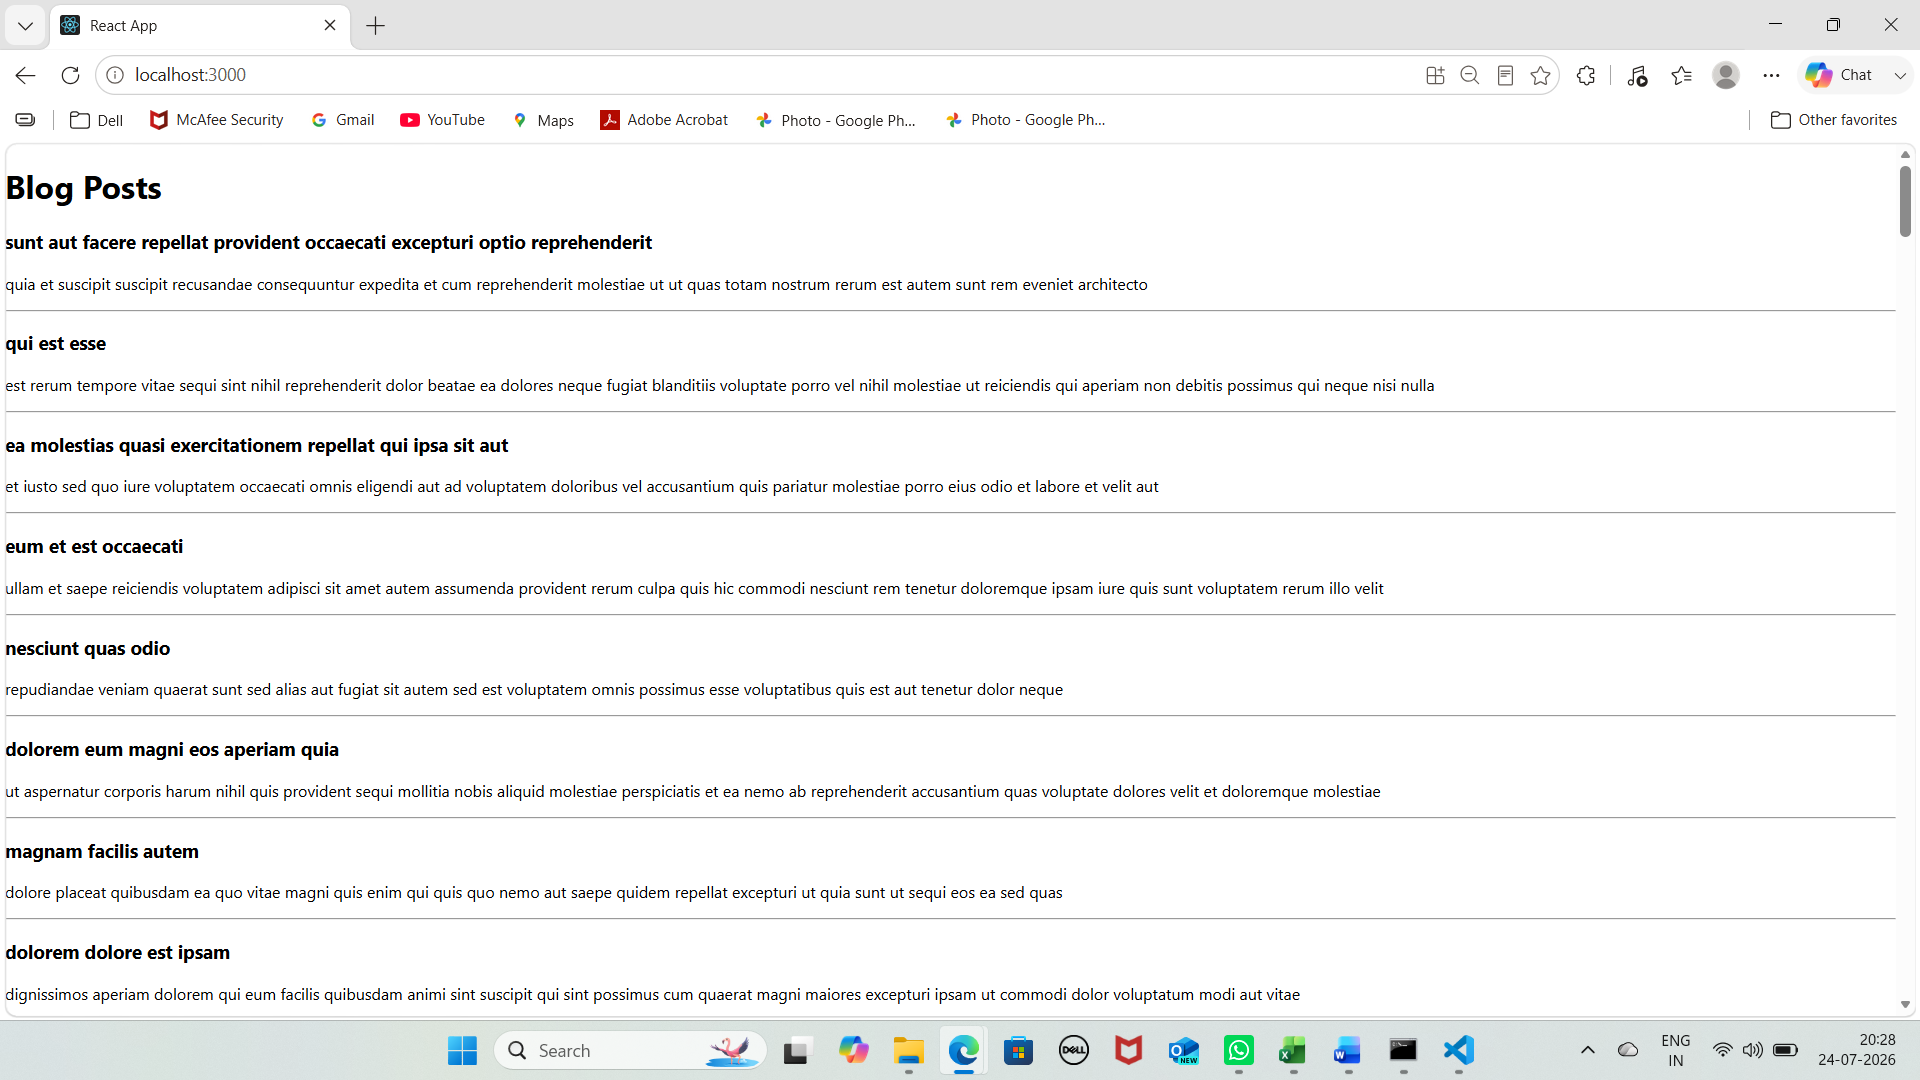 React App
localhost:3000
Chat
Dell
McAfee Security
Gmail
YouTube
Maps
Adobe Acrobat
Photo - Google Ph...
Photo - Google Ph...
Other favorites
Blog Posts
sunt aut facere repellat provident occaecati excepturi optio reprehenderit
quia et suscipit suscipit recusandae consequuntur expedita et cum reprehenderit molestiae ut ut quas totam nostrum rerum est autem sunt rem eveniet architecto
qui est esse
est rerum tempore vitae sequi sint nihil reprehenderit dolor beatae ea dolores neque fugiat blanditiis voluptate porro vel nihil molestiae ut reiciendis qui aperiam non debitis possimus qui neque nisi nulla
ea molestias quasi exercitationem repellat qui ipsa sit aut
et iusto sed quo iure voluptatem occaecati omnis eligendi aut ad voluptatem doloribus vel accusantium quis pariatur molestiae porro eius odio et labore et velit aut
eum et est occaecati
ullam et saepe reiciendis voluptatem adipisci sit amet autem assumenda provident rerum culpa quis hic commodi nesciunt rem tenetur doloremque ipsam iure quis sunt voluptatem rerum illo velit
nesciunt quas odio
repudiandae veniam quaerat sunt sed alias aut fugiat sit autem sed est voluptatem omnis possimus esse voluptatibus quis est aut tenetur dolor neque
dolorem eum magni eos aperiam quia
ut aspernatur corporis harum nihil quis provident sequi mollitia nobis aliquid molestiae perspiciatis et ea nemo ab reprehenderit accusantium quas voluptate dolores velit et doloremque molestiae
magnam facilis autem
dolore placeat quibusdam ea quo vitae magni quis enim qui quis quo nemo aut saepe quidem repellat excepturi ut quia sunt ut sequi eos ea sed quas
dolorem dolore est ipsam
dignissimos aperiam dolorem qui eum facilis quibusdam animi sint suscipit qui sint possimus cum quaerat magni maiores excepturi ipsam ut commodi dolor voluptatum modi aut vitae
Search
DELL
NEW
ENG
IN
20:28
24-07-2026